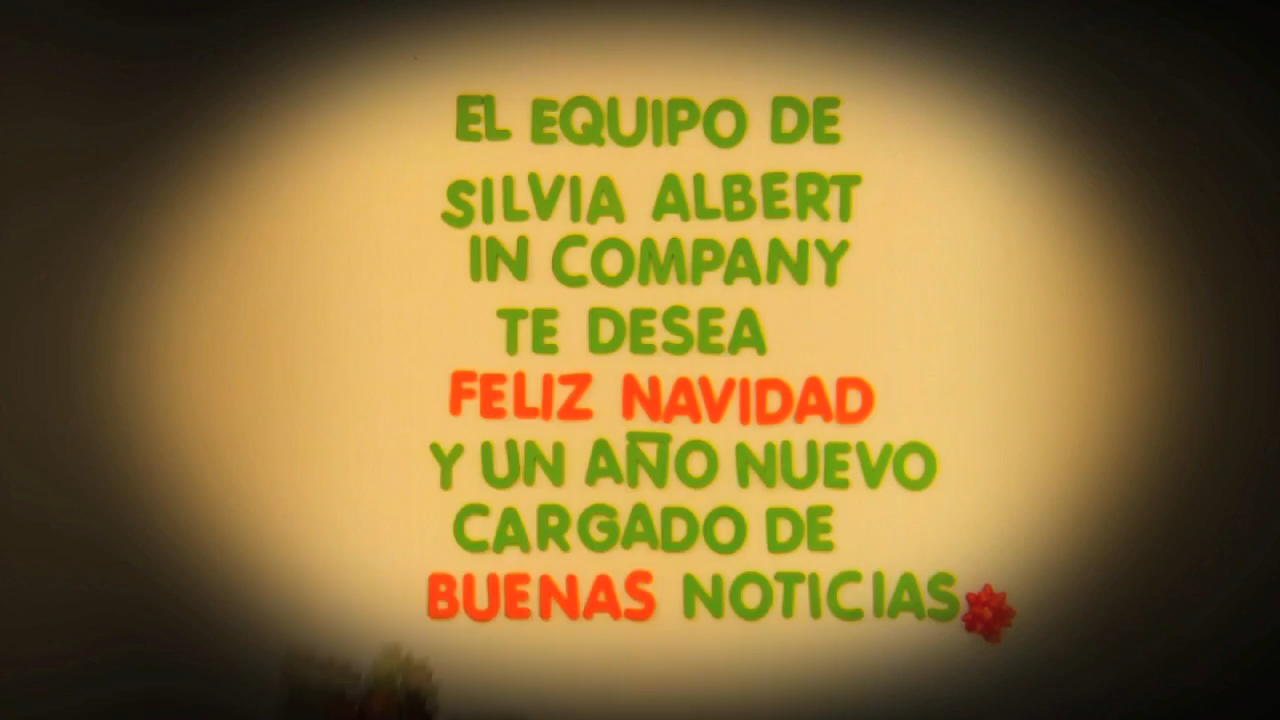 EL EQUIPO DE
SILVIA ALBERT
IN COMPANY
TE DESEA
FELIZ NAVIDAD
Y UN AÑO NUEVO
CARGADO DE
BUENAS NOTICIAS